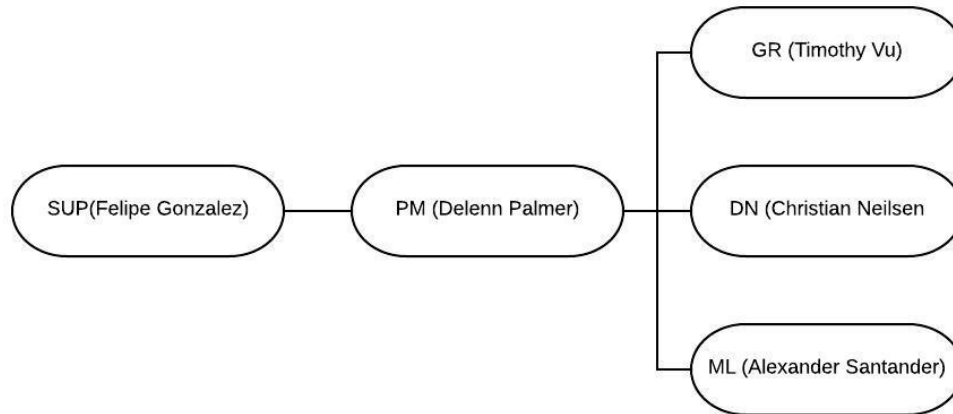 GR (Timothy Vu)
SUP(Felipe Gonzalez)
PM (Delenn Palmer)
DN (Christian Neilsen
ML (Alexander Santander)